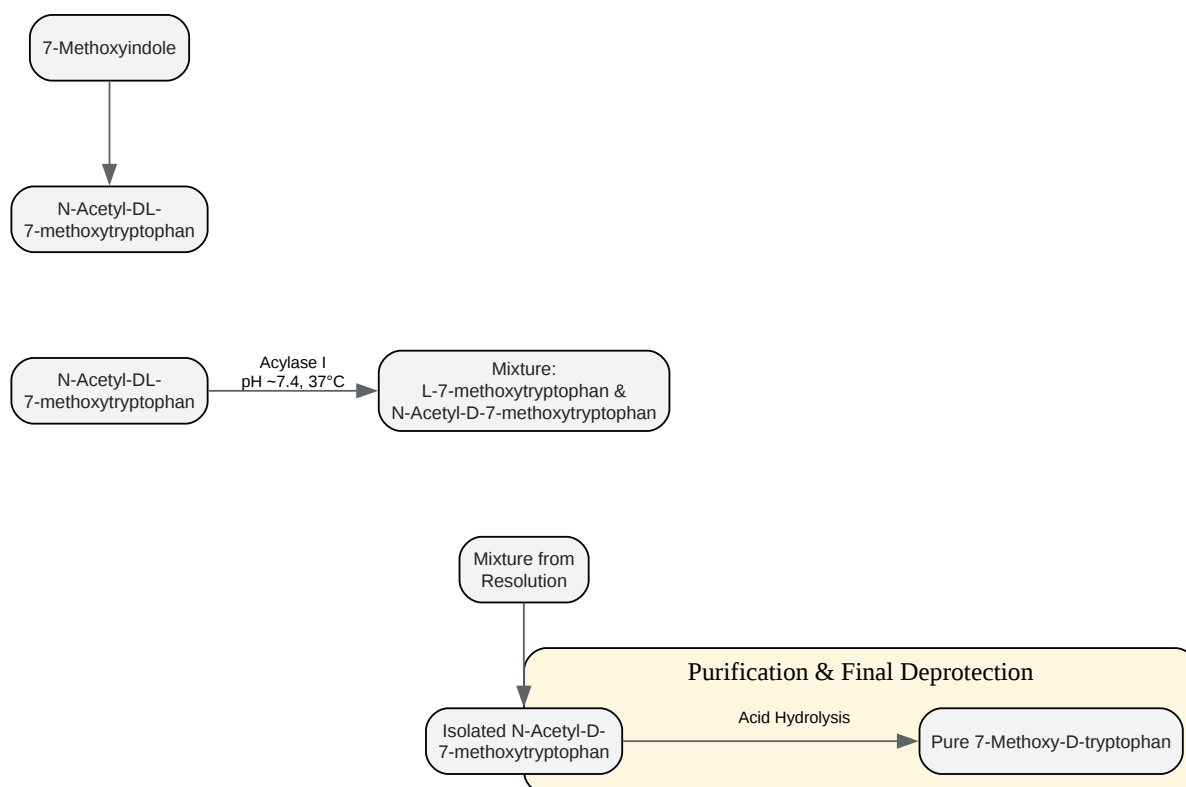 7-Methoxyindole
N-Acetyl-DL-
7-methoxytryptophan
N-Acetyl-DL-
7-methoxytryptophan
Acylase I
pH ~7.4, 37°C
Mixture:
L-7-methoxytryptophan &
N-Acetyl-D-7-methoxytryptophan
Mixture from
Resolution
Purification & Final Deprotection
Isolated N-Acetyl-D-
7-methoxytryptophan
Acid Hydrolysis
Pure 7-Methoxy-D-tryptophan